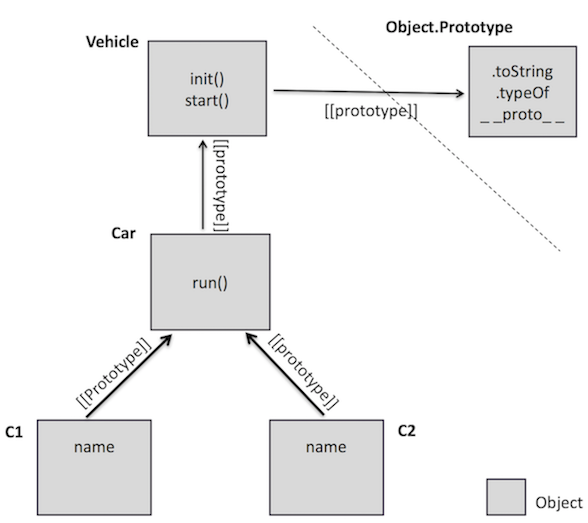 Object.Prototype
Vehicle
init()
start()
.toString
.typeOf
_ _proto_ _
[[prototype]]
[[prototype]]
Car
run()
[[Prototype]]
[[prototype]]
C1
name
name
C2
Object